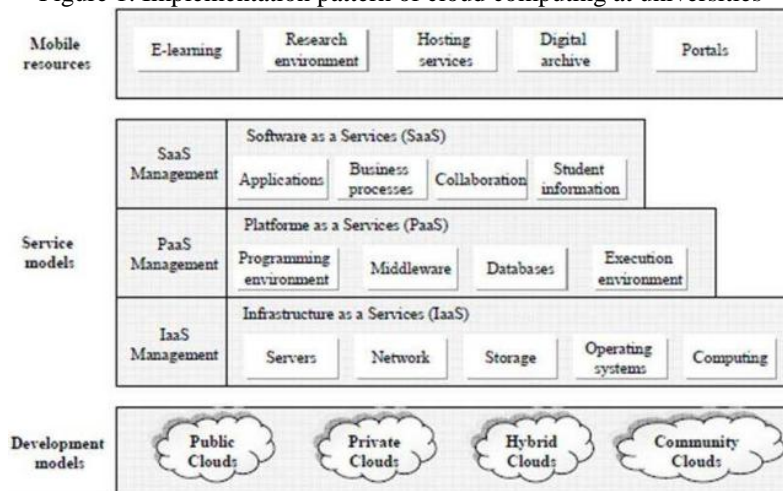 Figure 1. Implementation pattern of cloud computing at universities
Mobile
resources
E-learning
Research
environment
Hosting
services
Digital
archive
Portals
Service
models
SaaS
Management
Software as a Services (SaaS)
Applications
Business
processes
Collaboration
Student
information
PaaS
Management
Platforme as a Services (PaaS)
Programming
environment
Middleware
Databases
Execution
environment
IaaS
Management
Infrastructure as a Services (IaaS)
Servers
Network
Storage
Operating
systems
Computing
Development
models
Public
Clouds
Private
Clouds
Hybrid
Clouds
Community
Clouds